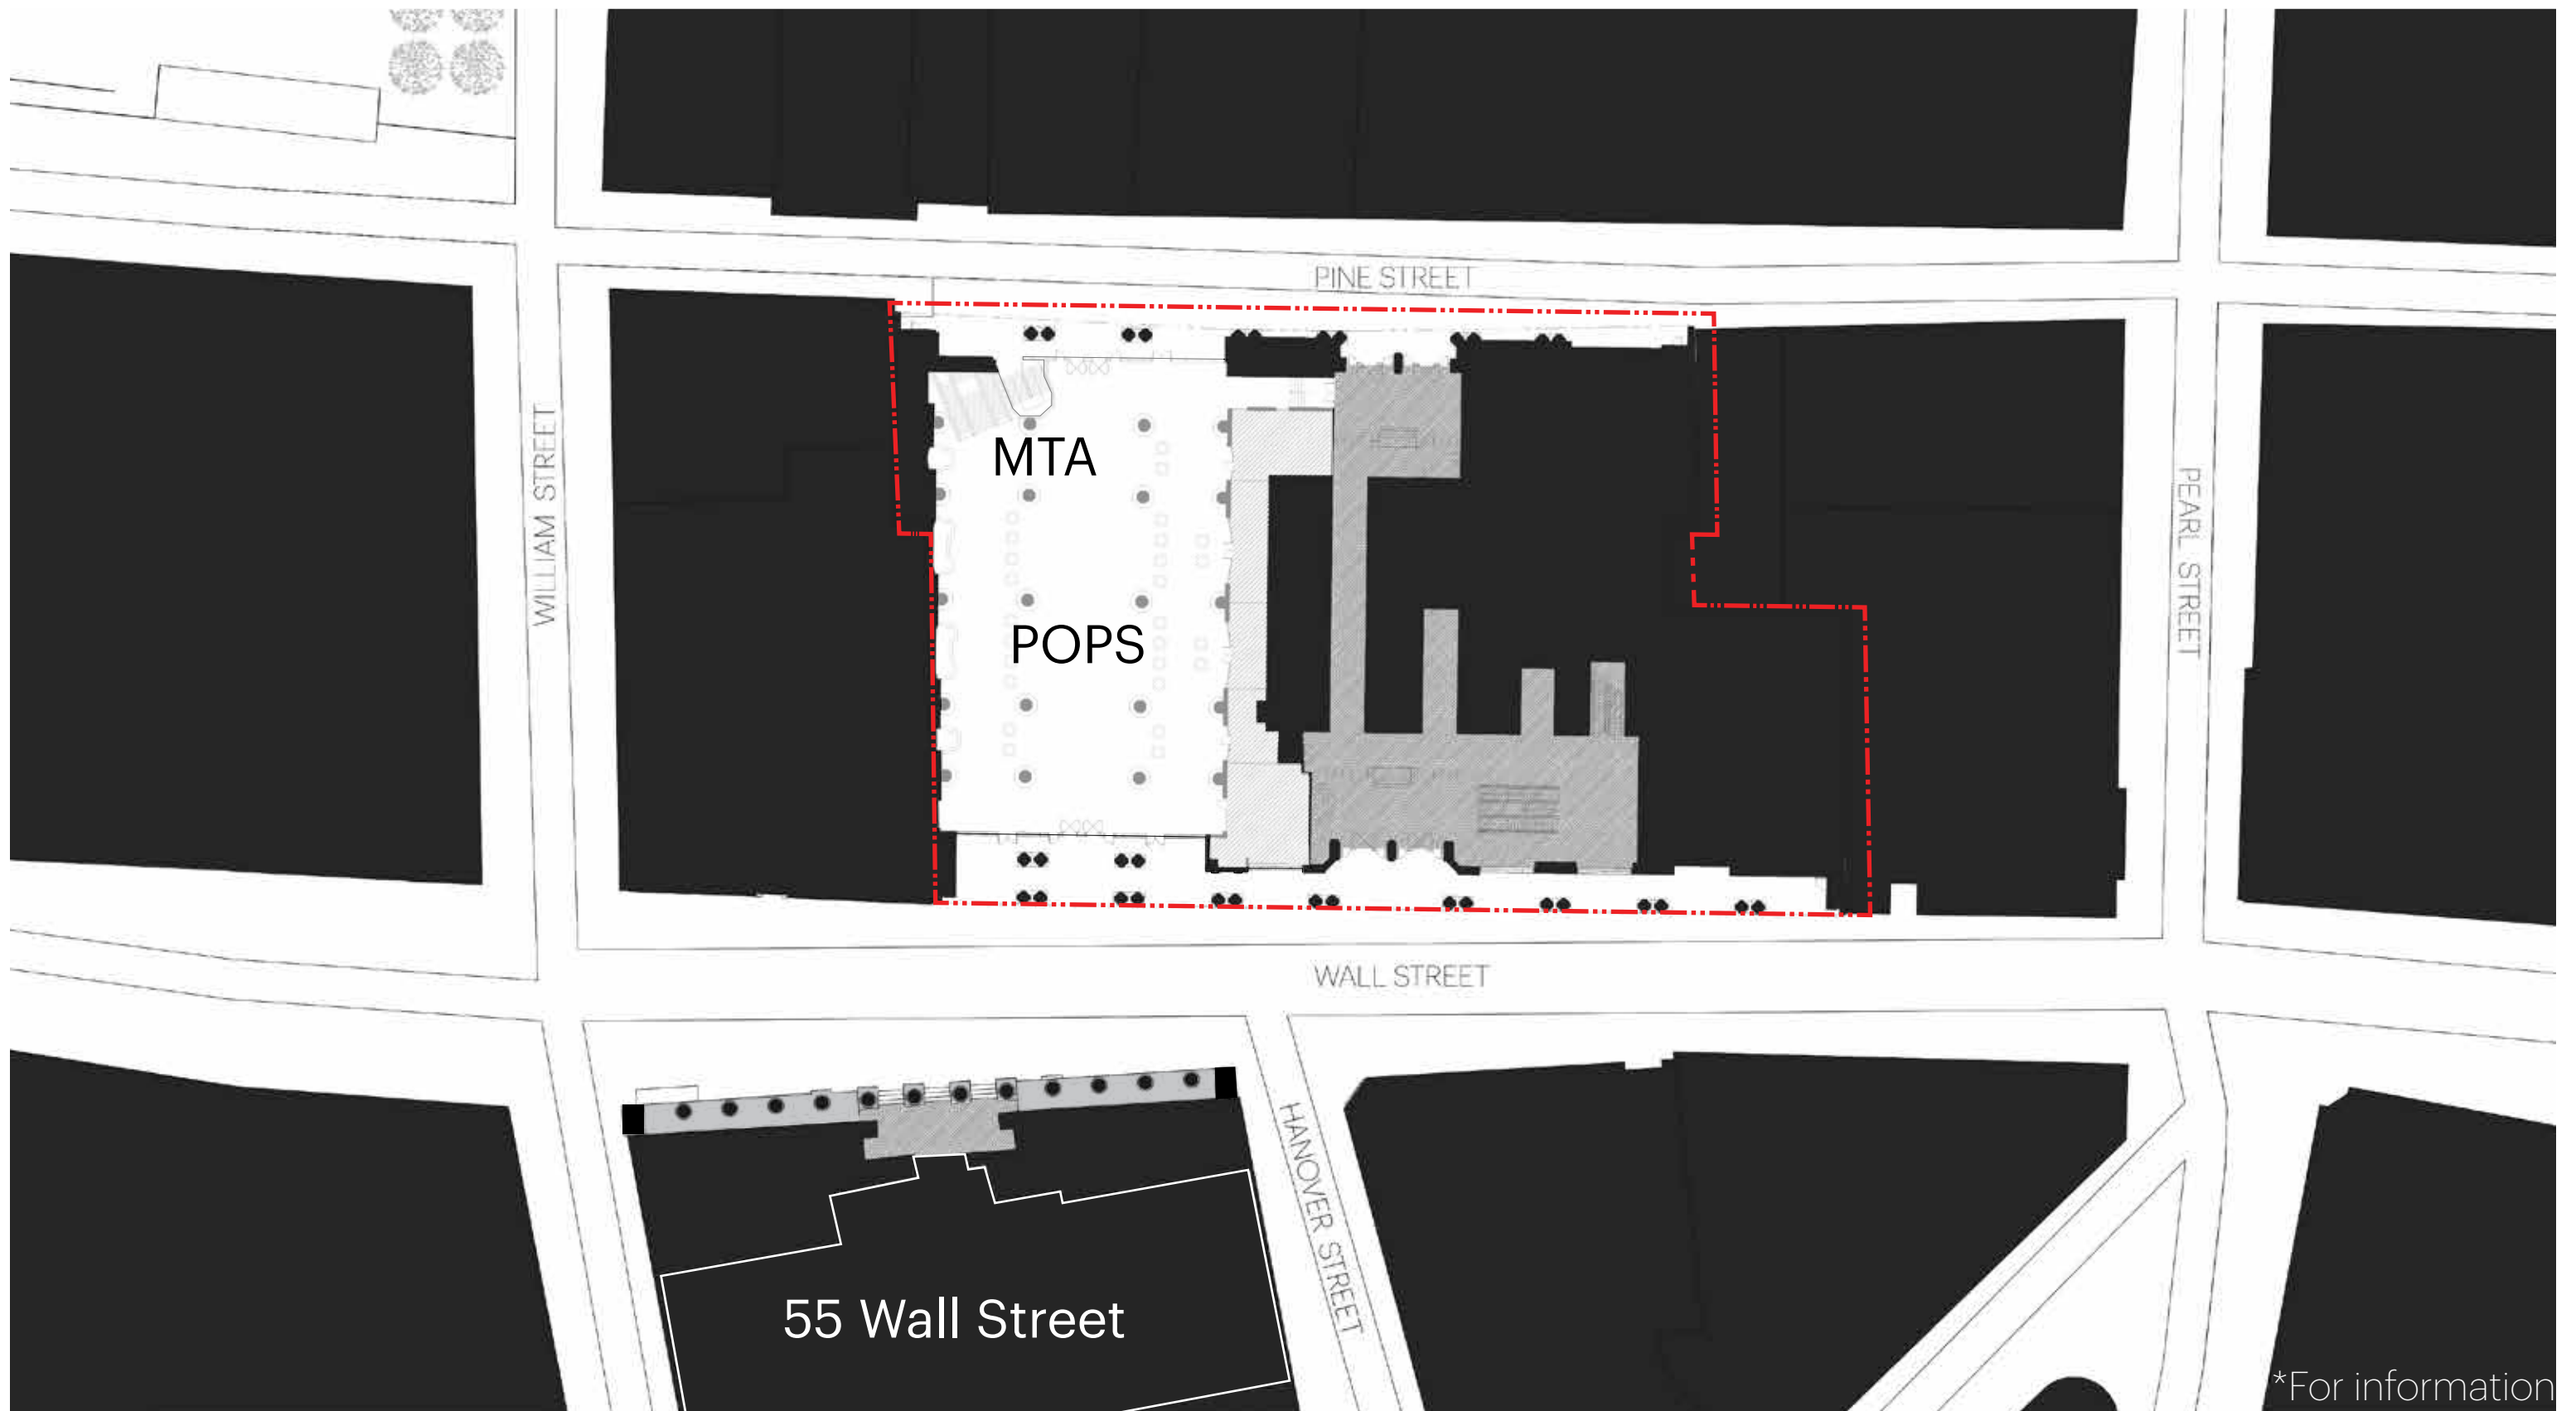 PINE STREET
WILLIAM STREET
MTA
PEARL STREET
POPS
WALL STREET
HANOVER STREET
55 Wall Street
*For information